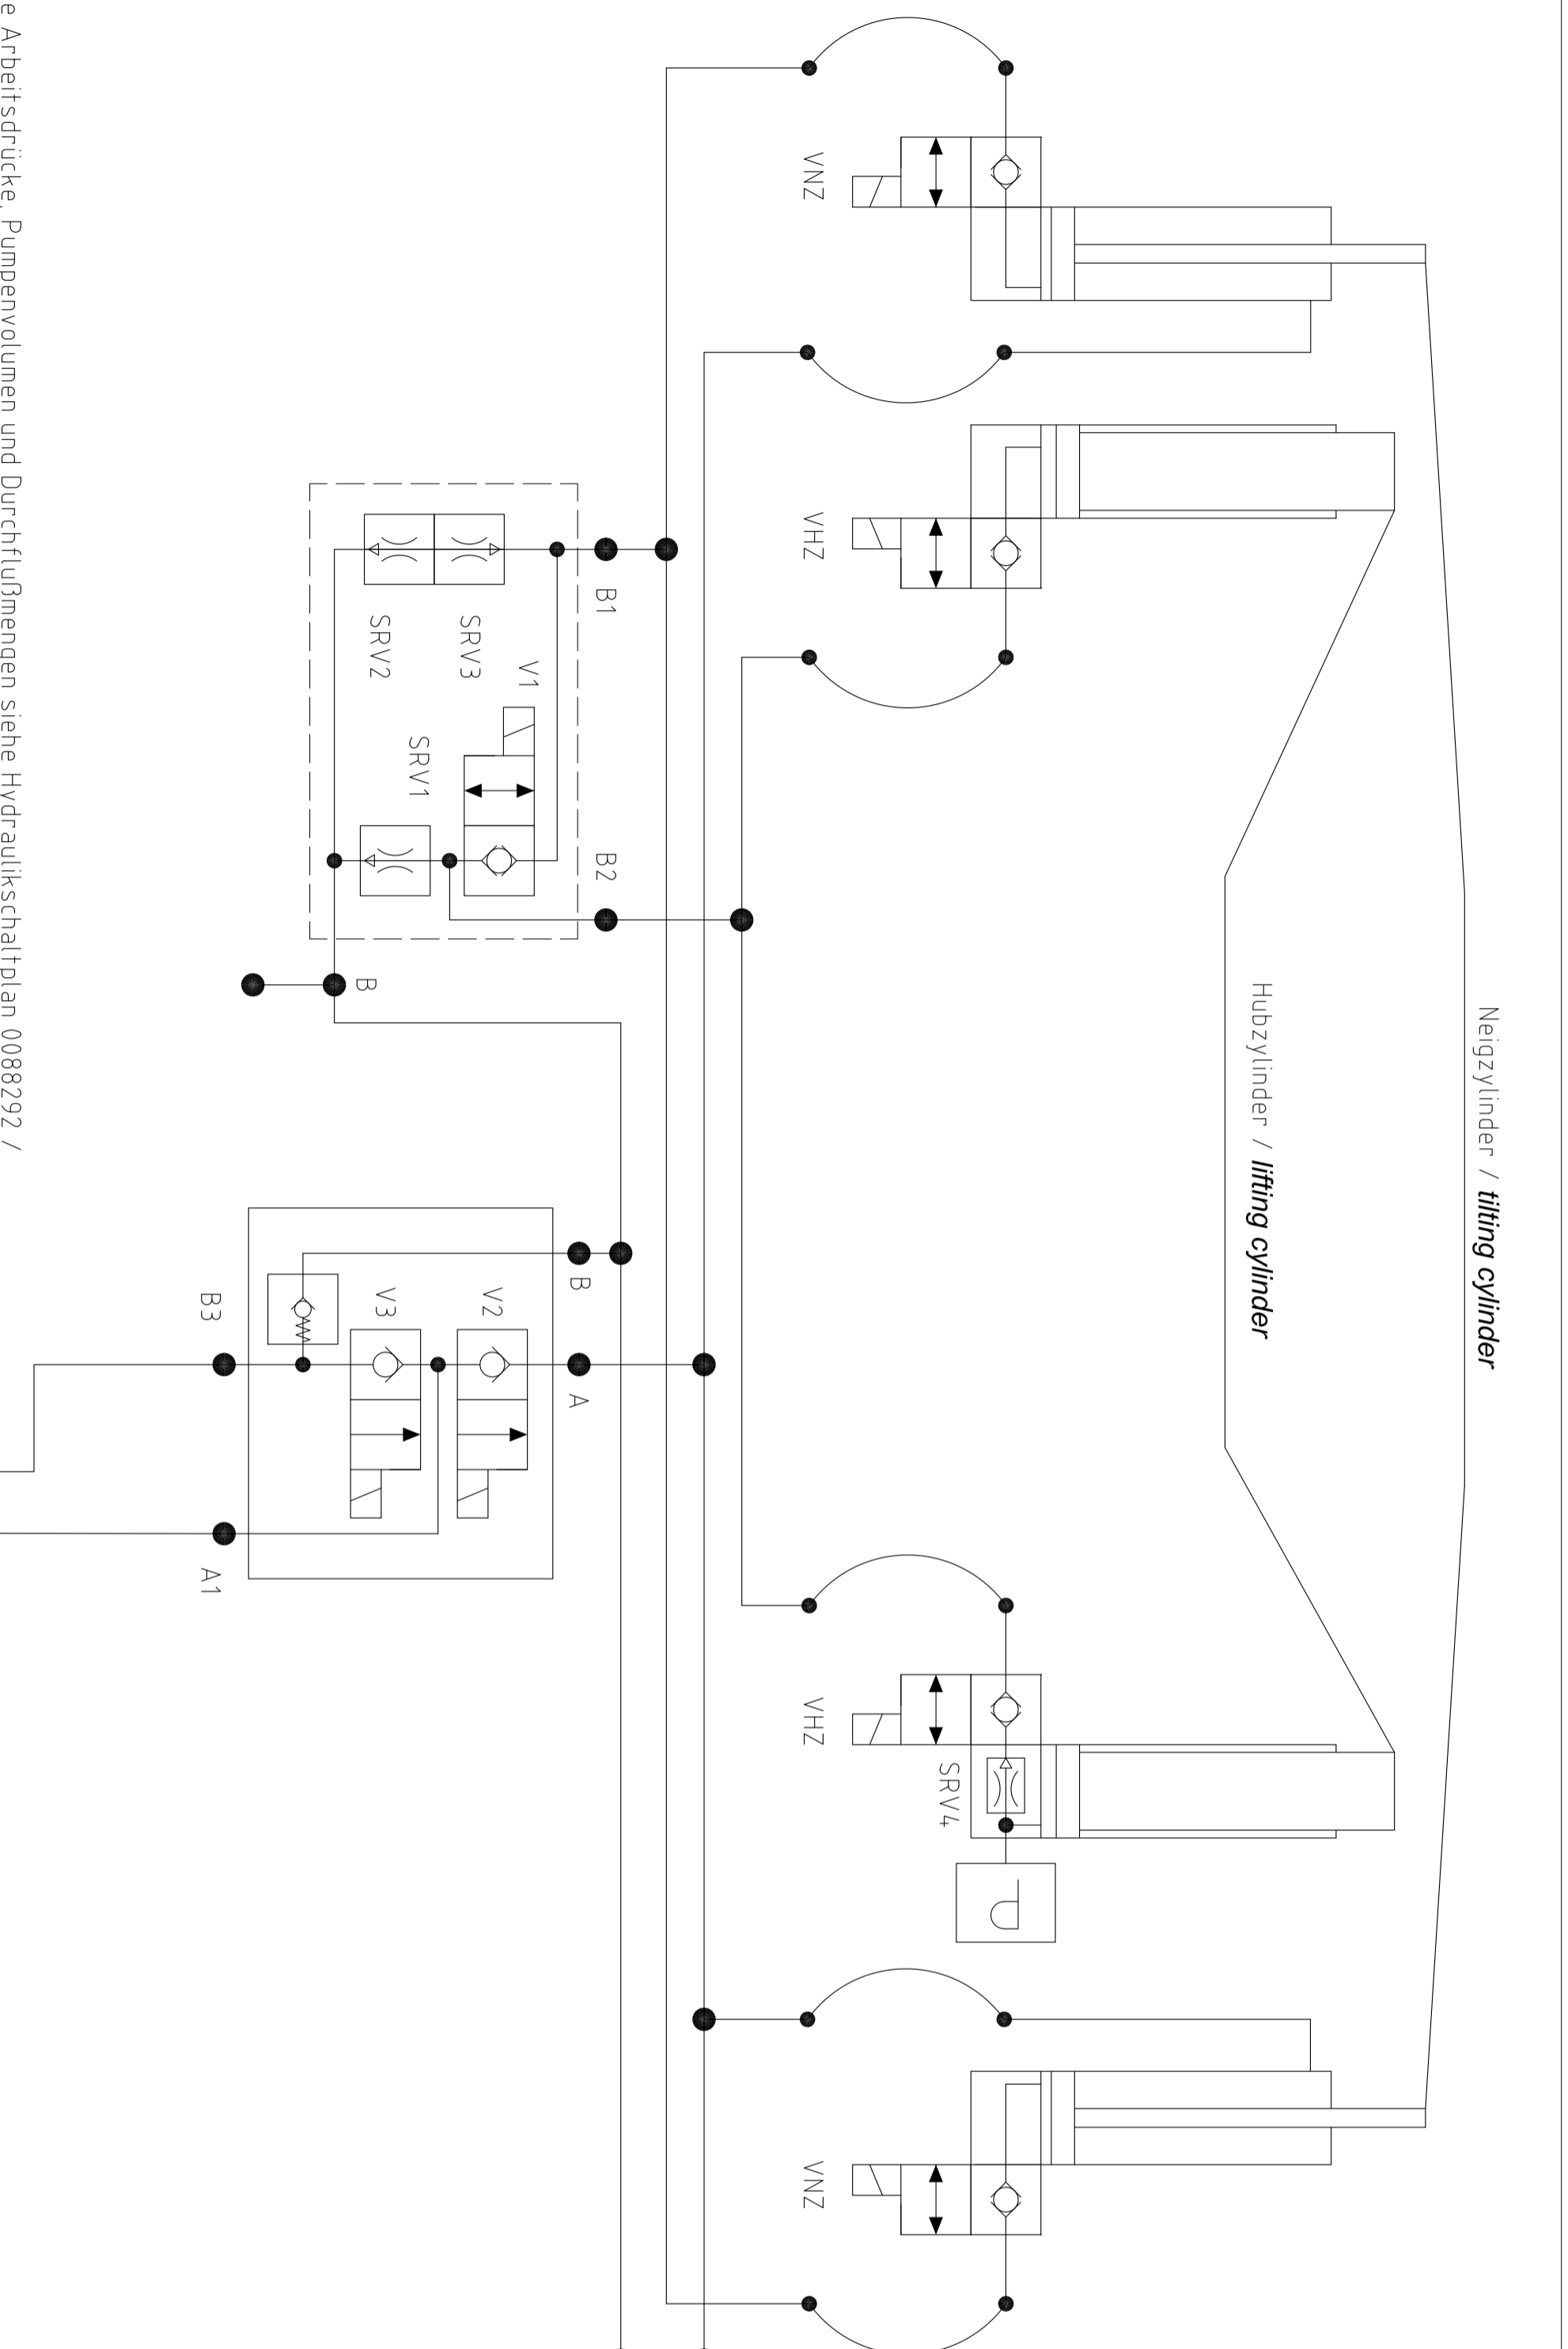 Neigzylinder / tilting cylinder
Hubzylinder / lifting cylinder
VNZ
VHZ
VHZ
SRV4
P
VNZ
B1
B2
V1
SRV3
SRV1
SRV2
B
B
A
V2
V3
B3
A1
e Arbeitsdrücke, Pumpenvolumen und Durchflußmengen siehe Hydraulikschaltplan 0088292 /